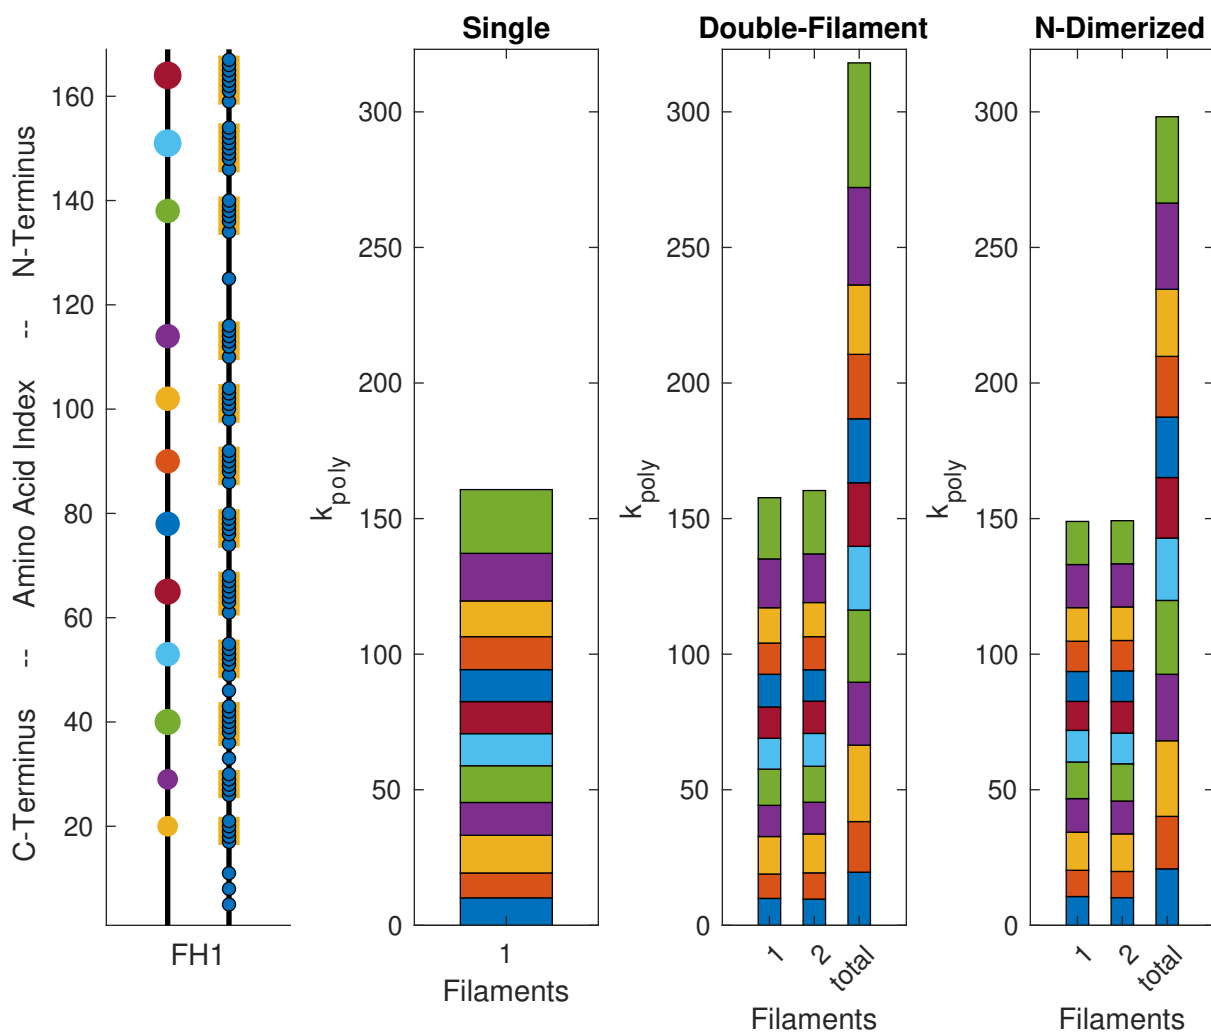 Single
Double-Filament
N-Dimerized
C-Terminus -- Amino Acid Index -- N-Terminus
160
140
120
100
80
60
40
20
FH1
k_poly
300
250
200
150
100
50
0
1
Filaments
k_poly
300
250
200
150
100
50
0
1
2
total
Filaments
k_poly
300
250
200
150
100
50
0
1
2
total
Filaments